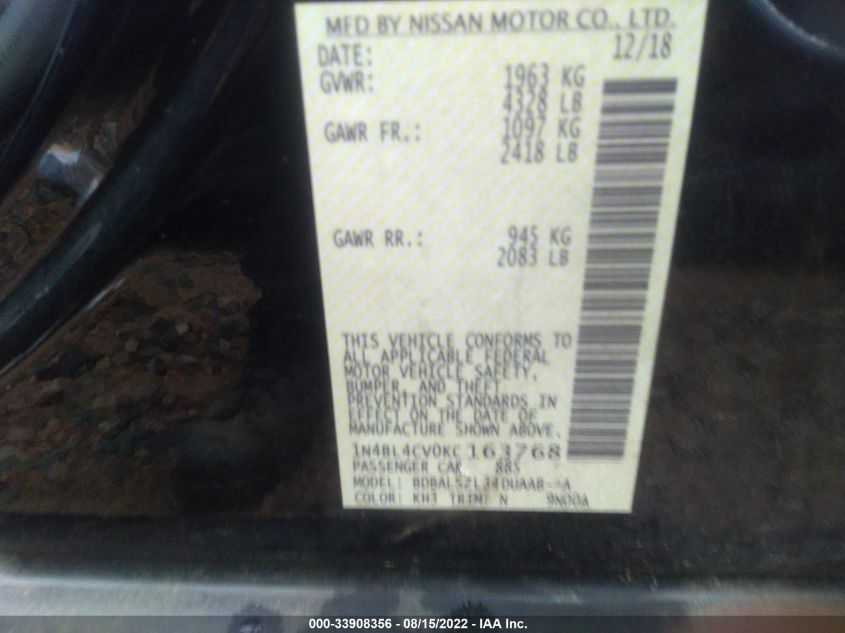 MFD BY NISSAN MOTOR CO., LTD.
DATE: 12/18
GVWR: 1963 KG
4328 LB
GAWR FR.: 1097 KG
2418 LB
GAWR RR.: 945 KG
2083 LB
THIS VEHICLE CONFORMS TO
ALL APPLICABLE FEDERAL
MOTOR VEHICLE SAFETY,
BUMPER, AND THEFT
PREVENTION STANDARDS IN
EFFECT ON THE DATE OF
MANUFACTURE SHOWN ABOVE.
1N4BL4CV0KC163768
PASSENGER CAR 885
MODEL: BDBALSZL34DUAAB--A
COLOR: KH3 TRIM: N 9N00A
000-33908356 - 08/15/2022 - IAA Inc.